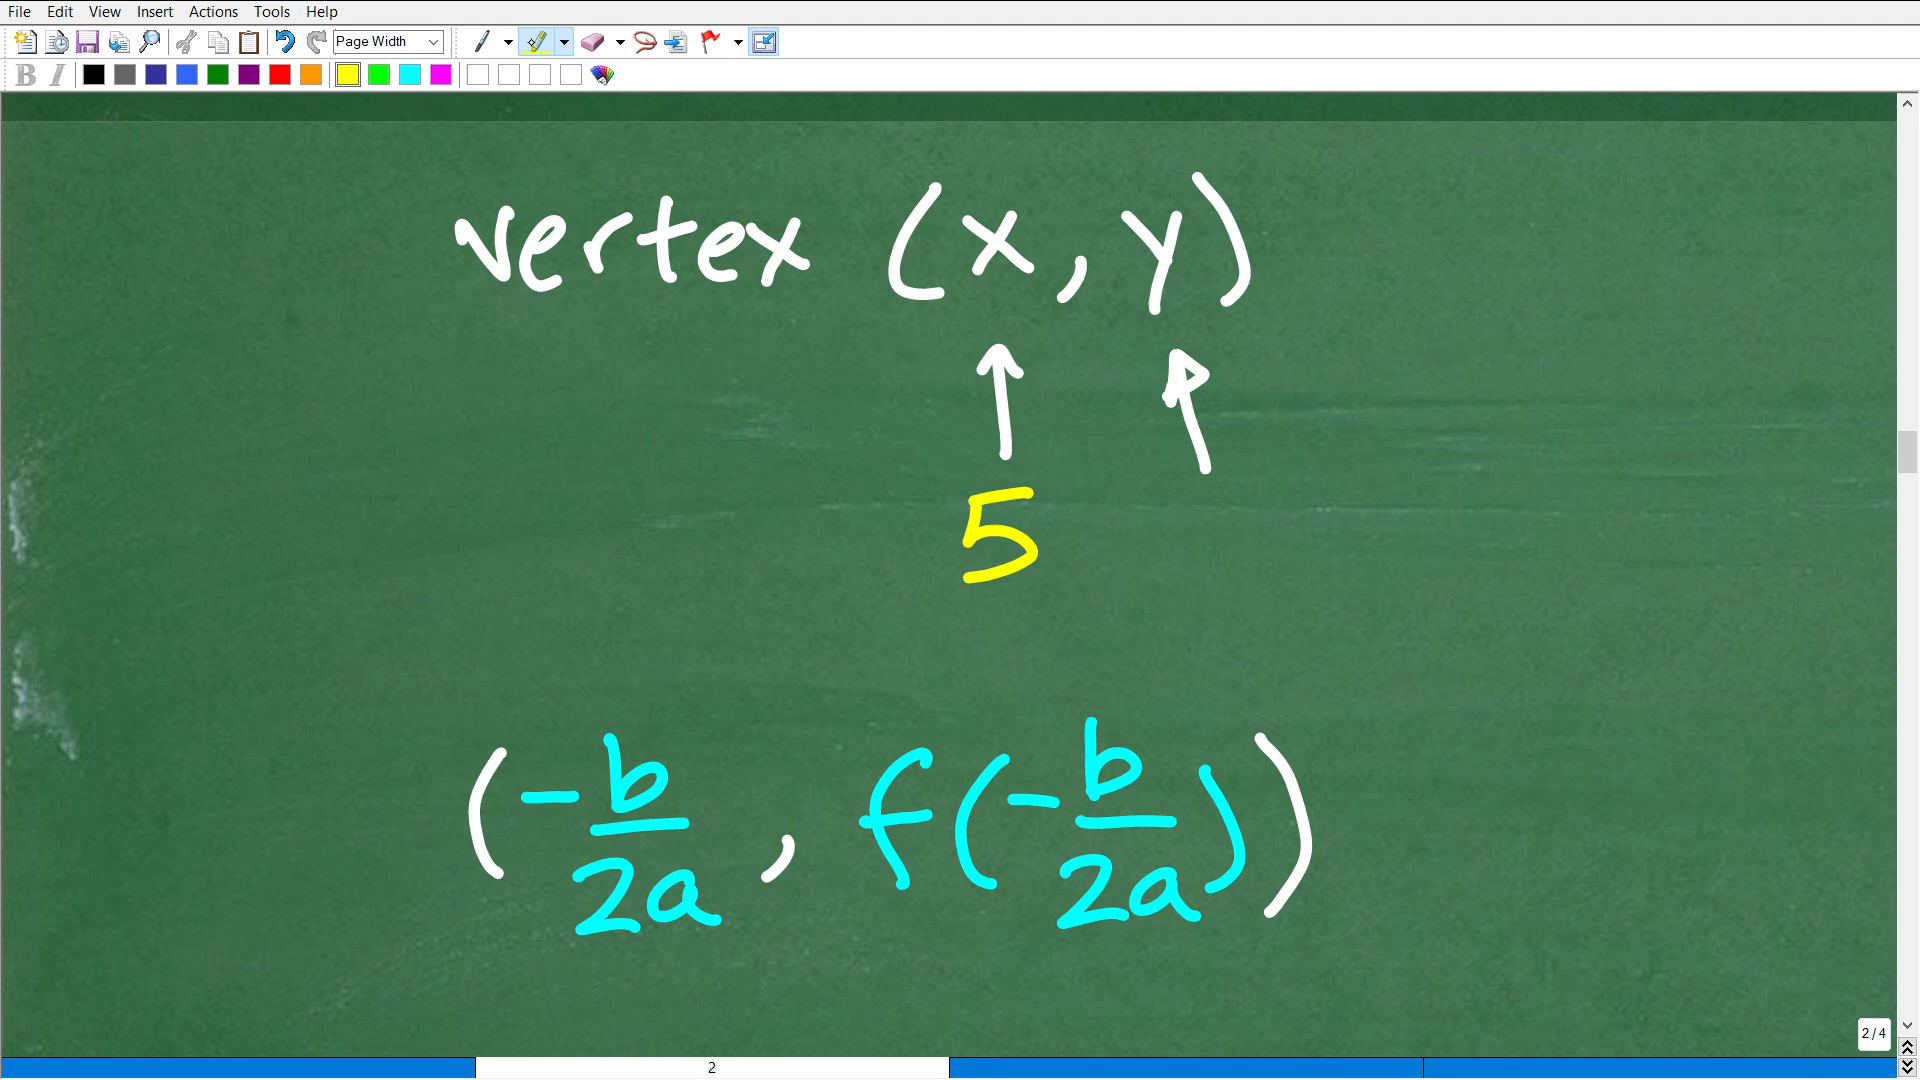 File Edit View Insert Actions Tools Help
Page Width
B I
vertex (x, y)
5
(-b/2a, f(-b/2a))
2/4
2